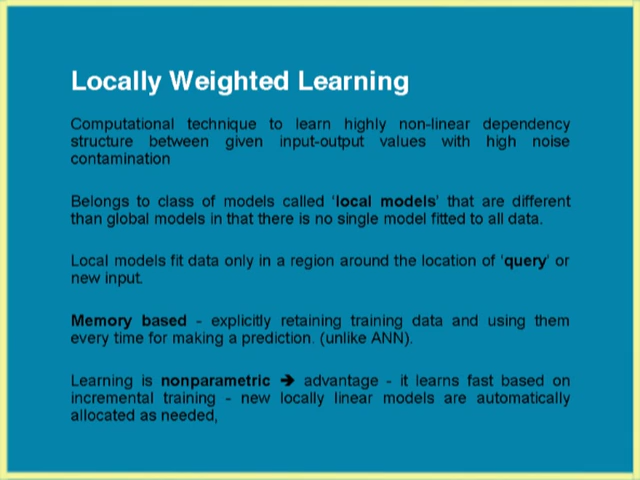 Locally Weighted Learning
Computational technique to learn highly non-linear dependency
structure between given input-output values with high noise
contamination
Belongs to class of models called 'local models' that are different
than global models in that there is no single model fitted to all data.
Local models fit data only in a region around the location of 'query' or
new input.
Memory based - explicitly retaining training data and using them
every time for making a prediction. (unlike ANN).
Learning is nonparametric ➔ advantage - it learns fast based on
incremental training - new locally linear models are automatically
allocated as needed,